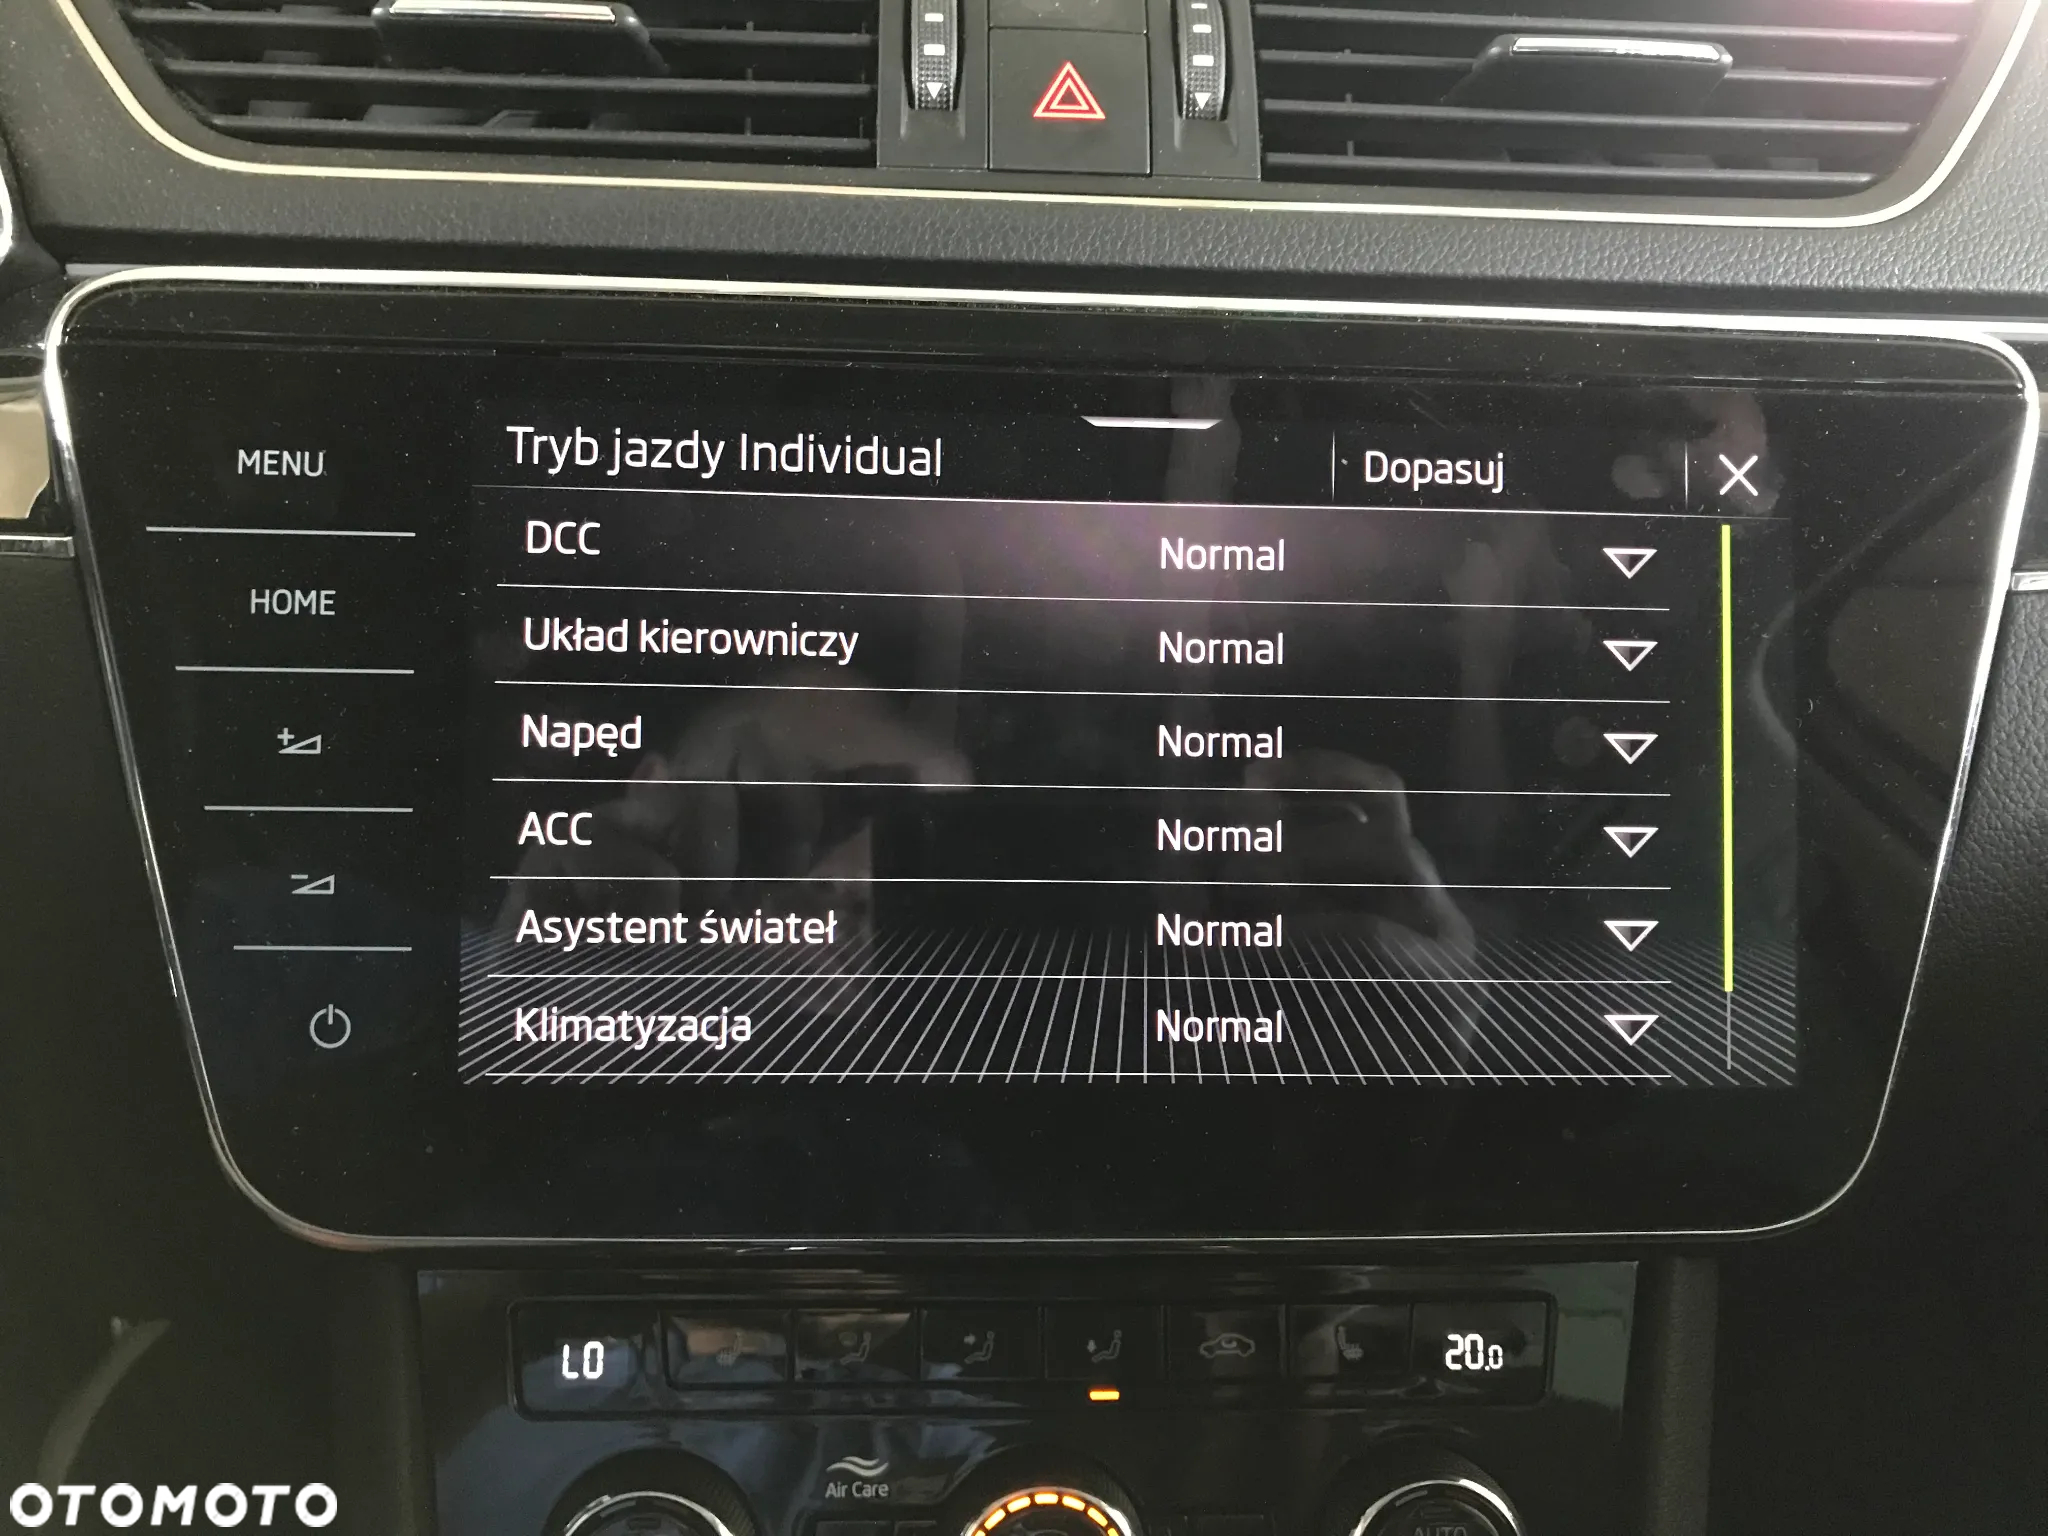 MENU
HOME
Tryb jazdy Individual
Dopasuj
DCC Normal
Układ kierowniczy Normal
Napęd Normal
ACC Normal
Asystent świateł Normal
Klimatyzacja Normal
LO
20.0
Air Care
AUTO
OTOMOTO